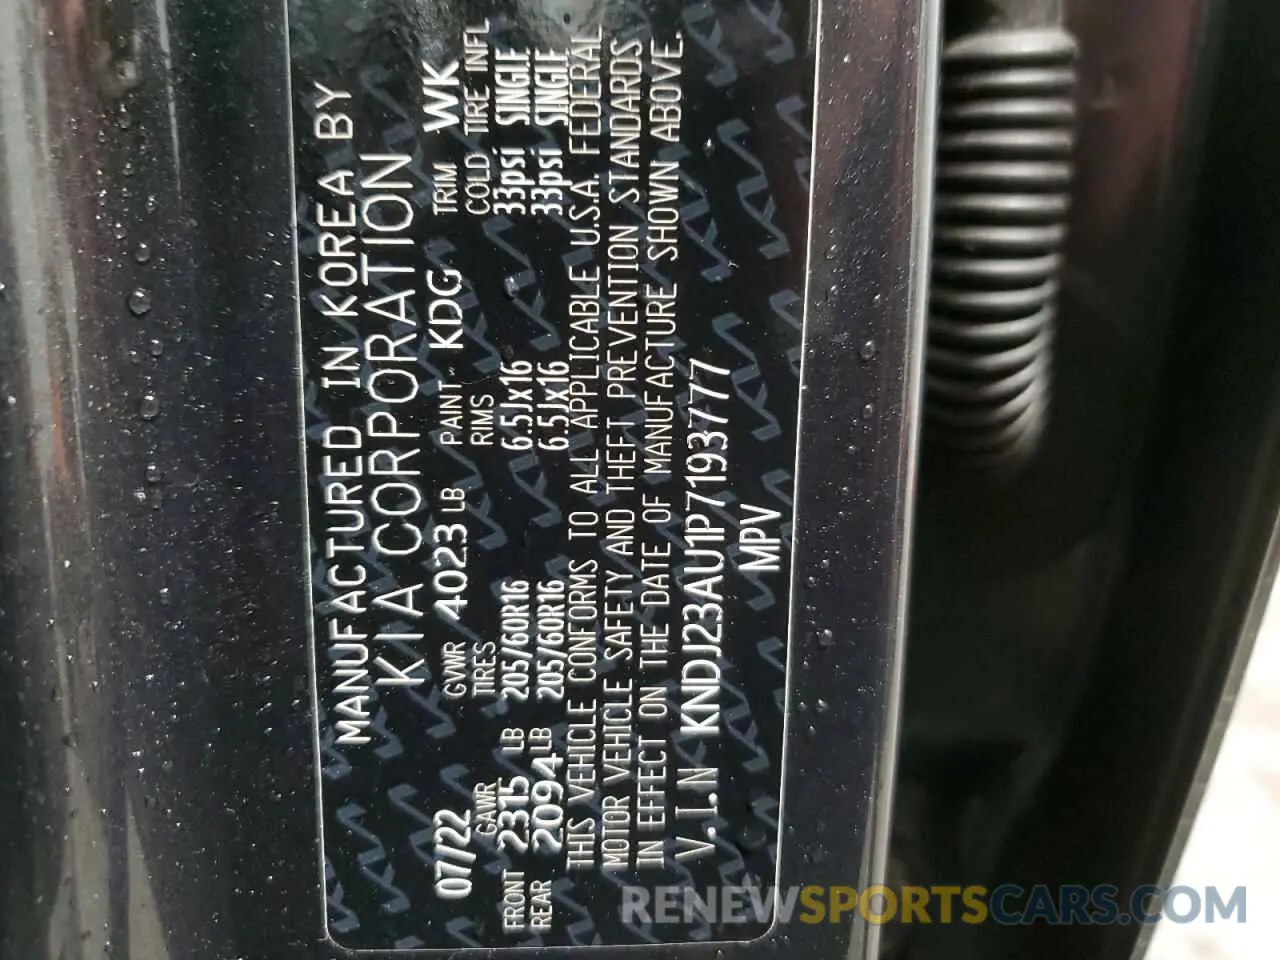 MANUFACTURED IN KOREA BY
KIA CORPORATION
07/22 GVWR 4023 LB PAINT KDG TRIM WK
GAWR TIRES RIMS COLD TIRE INFL
FRONT 2315 LB 205/60R16 6.5Jx16 33psi SINGLE
REAR 2094 LB 205/60R16 6.5Jx16 33psi SINGLE
THIS VEHICLE CONFORMS TO ALL APPLICABLE U.S.A. FEDERAL
MOTOR VEHICLE SAFETY AND THEFT PREVENTION STANDARDS
IN EFFECT ON THE DATE OF MANUFACTURE SHOWN ABOVE.
V.I.N KNDJ23AU1P7193777
MPV
RENEWSPORTSCARS.COM